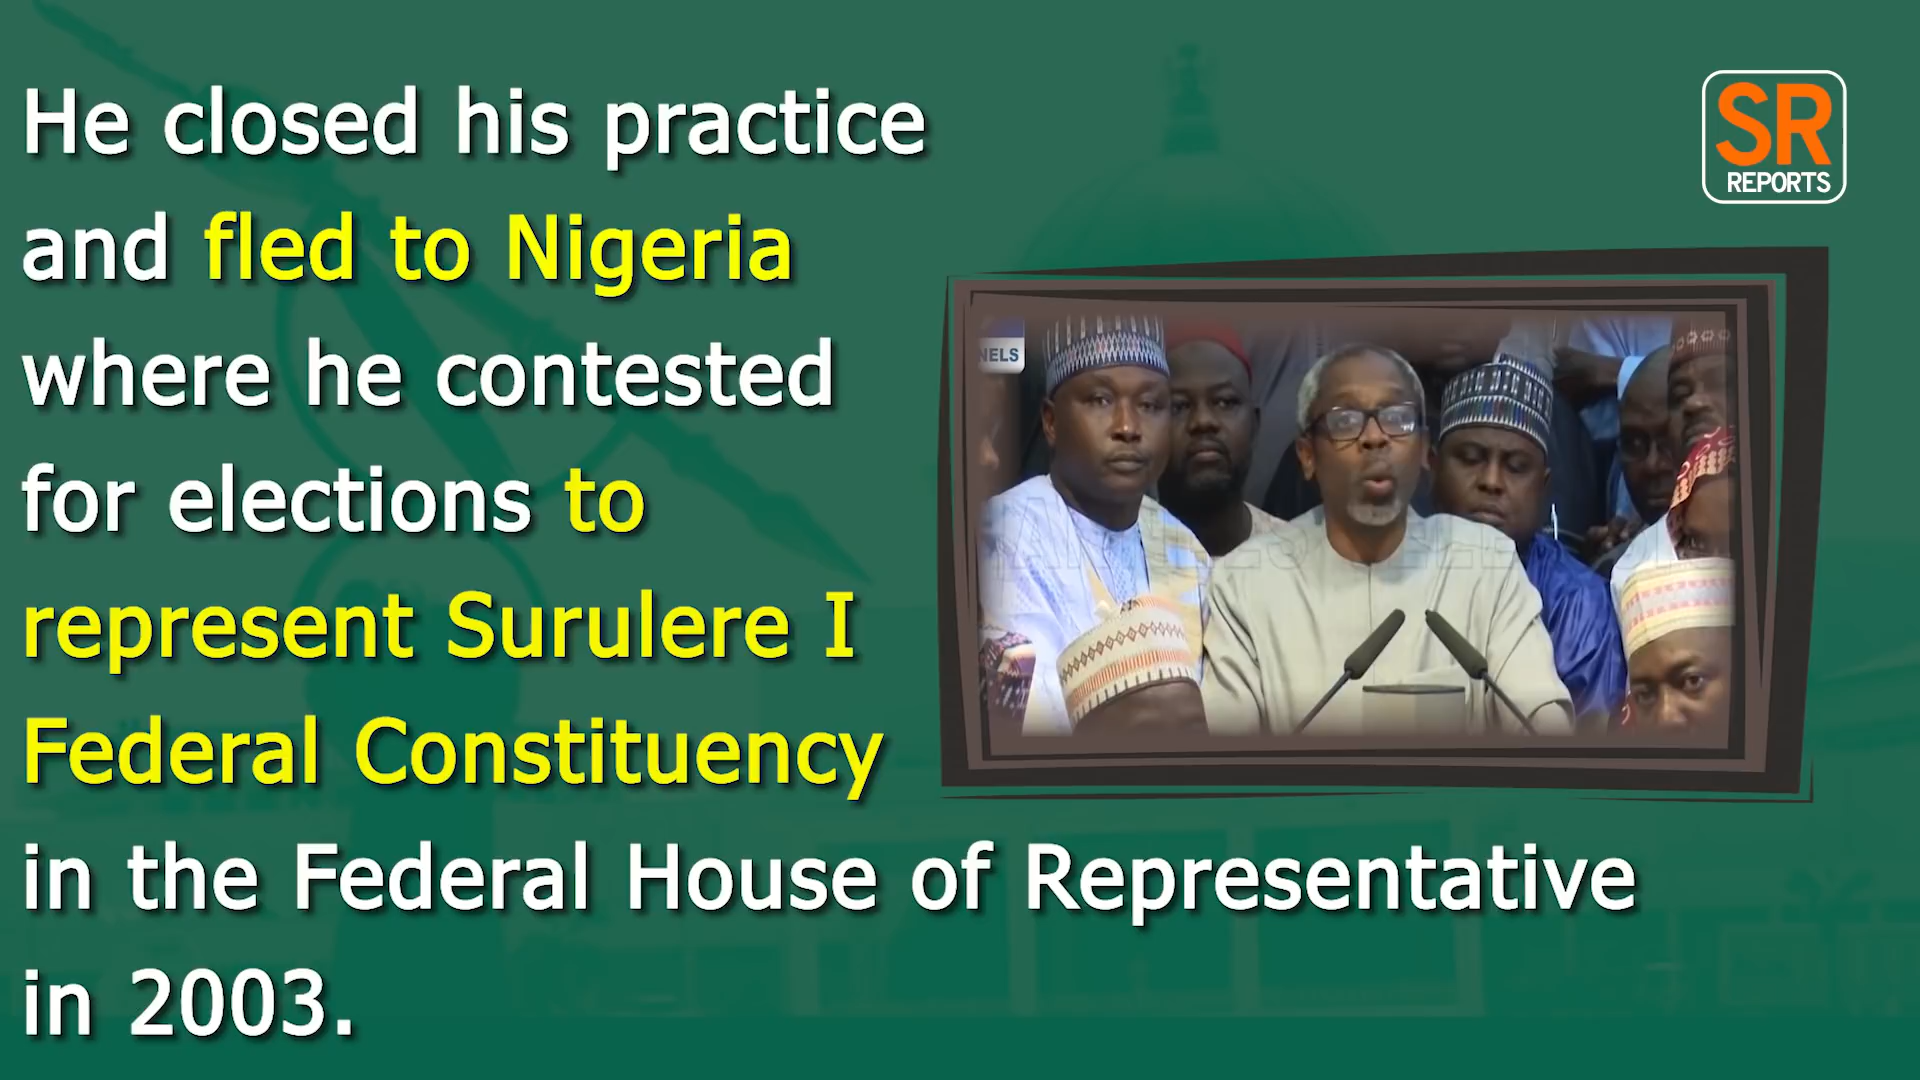 He closed his practice
and fled to Nigeria
where he contested
for elections to
represent Surulere I
Federal Constituency
in the Federal House of Representative
in 2003.
SR
REPORTS
NELS